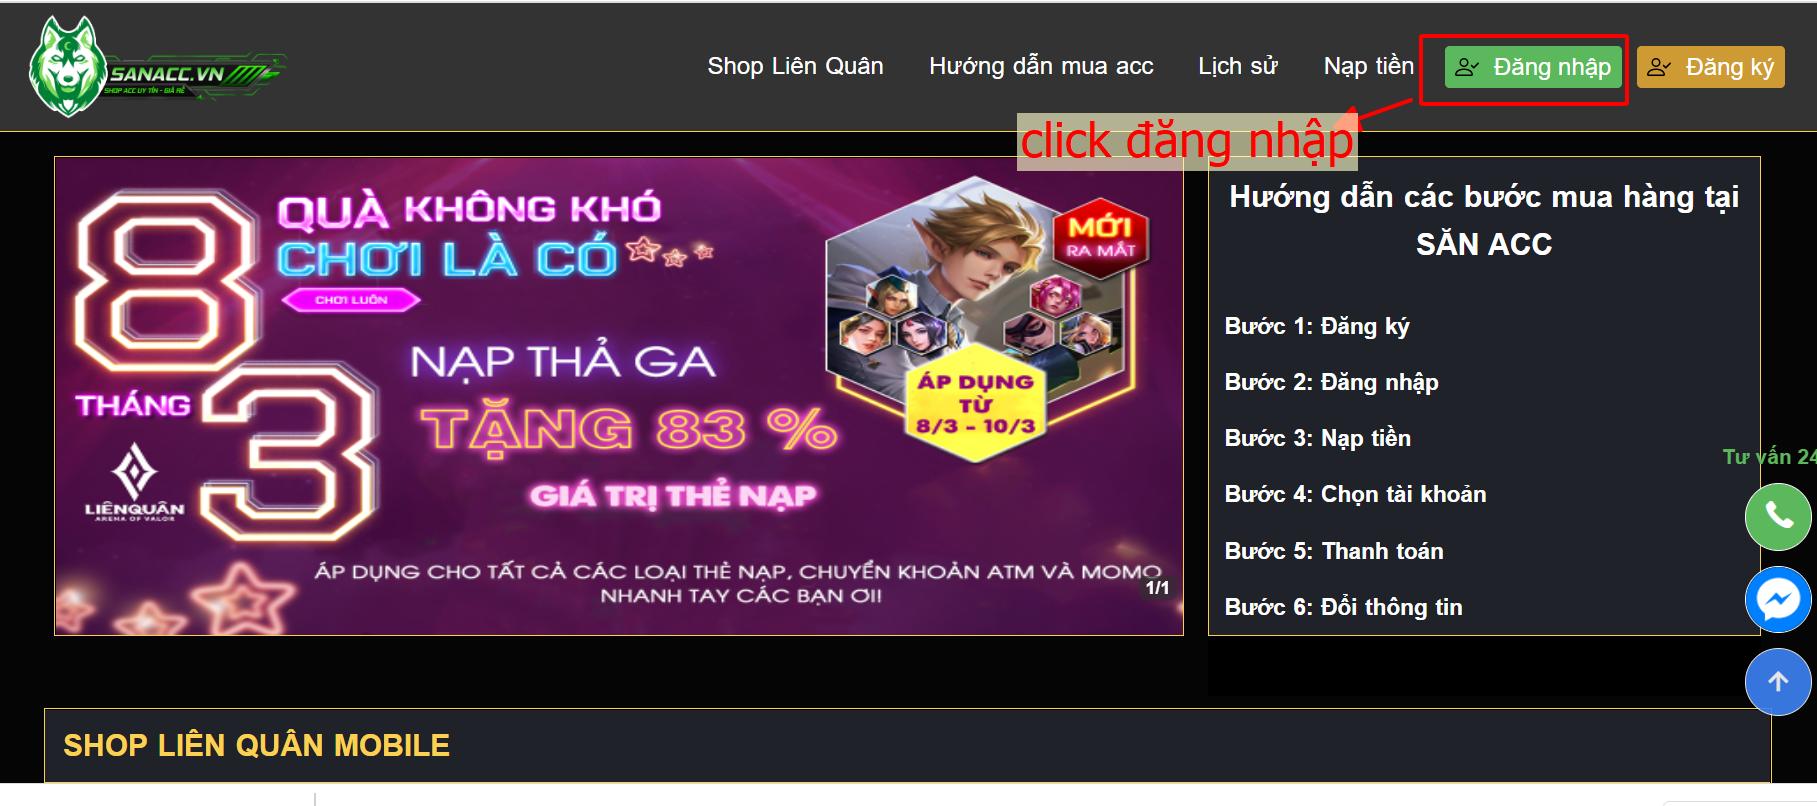 SANACC.VN
SHOP ACC UY TÍN - GIÁ RẺ
Shop Liên Quân
Hướng dẫn mua acc
Lịch sử
Nạp tiền
Đăng nhập
Đăng ký
click đăng nhập
8
THÁNG
3
LIÊNQUÂN
ARENA OF VALOR
QUÀ KHÔNG KHÓ
CHƠI LÀ CÓ
CHƠI LUÔN
NẠP THẢ GA
TẶNG 83 %
GIÁ TRỊ THẺ NẠP
MỚI
RA MẮT
ÁP DỤNG
TỪ
8/3 - 10/3
ÁP DỤNG CHO TẤT CẢ CÁC LOẠI THẺ NẠP, CHUYỂN KHOẢN ATM VÀ MOMO
NHANH TAY CÁC BẠN ƠI!
1/1
Hướng dẫn các bước mua hàng tại
SĂN ACC
Bước 1: Đăng ký
Bước 2: Đăng nhập
Bước 3: Nạp tiền
Bước 4: Chọn tài khoản
Bước 5: Thanh toán
Bước 6: Đổi thông tin
Tư vấn 24
SHOP LIÊN QUÂN MOBILE